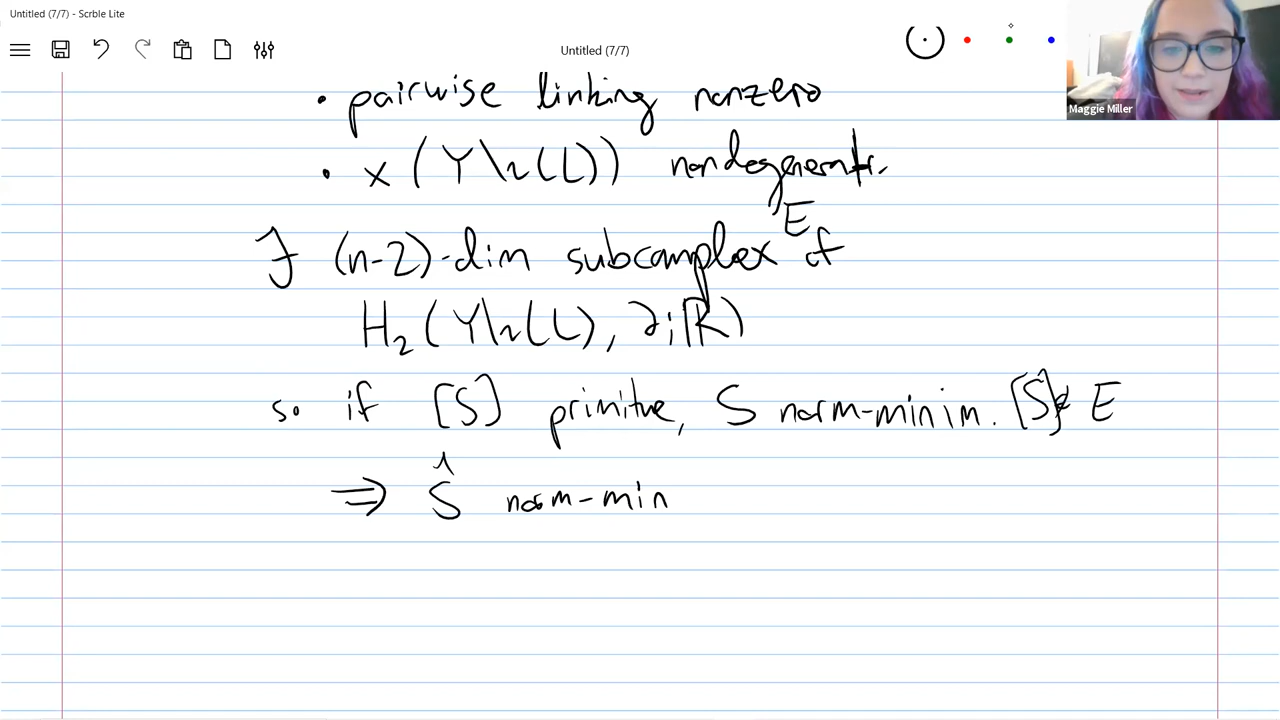 Untitled (7/7) - Scrble Lite
Untitled (7/7)
Maggie Miller
• pairwise linking nonzero
• x (Y\ν(L)) nondegenerate.
∃ (n-2)-dim subcomplex E of
H₂ (Y\ν(L), ∂; ℝ)
so if [S] primitive, S norm-minim. [S]∉ E
⇒ Ŝ norm-min